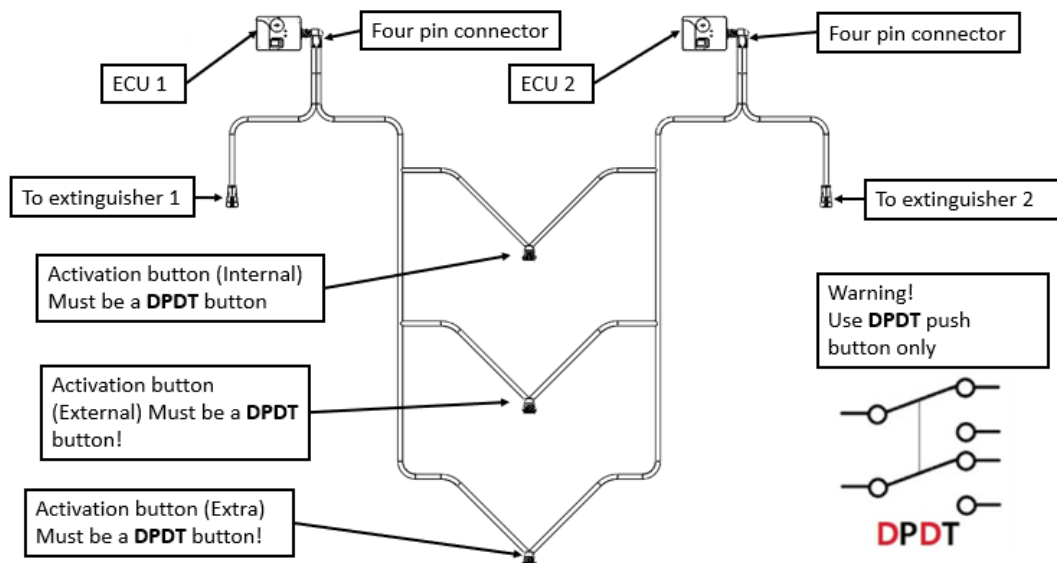 Four pin connector
Four pin connector
ECU 1
ECU 2
To extinguisher 1
To extinguisher 2
Activation button (Internal)
Must be a DPDT button
Warning!
Use DPDT push
button only
Activation button
(External) Must be a DPDT
button!
Activation button (Extra)
Must be a DPDT button!
DPDT